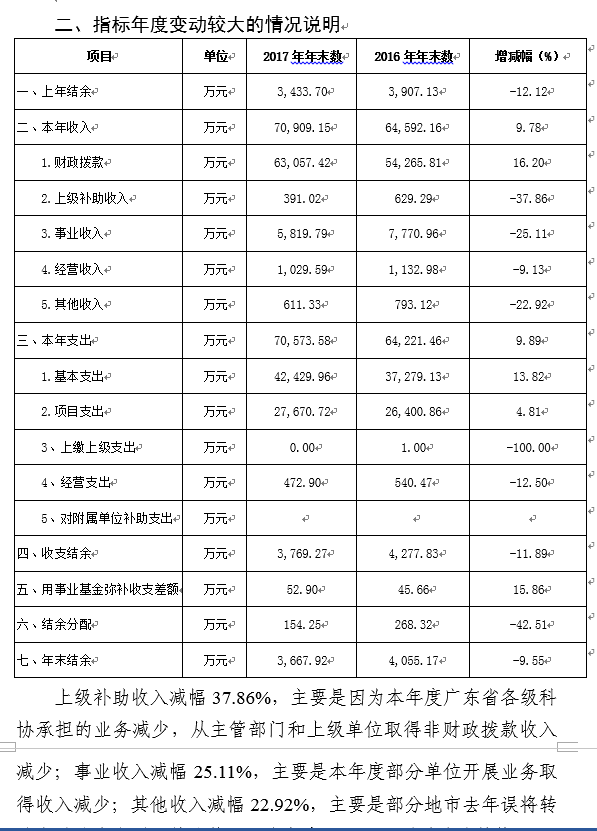 二、指标年度变动较大的情况说明
项目 单位 2017年年末数 2016年年末数 增减幅（%）
一、上年结余 万元 3,433.70 3,907.13 -12.12
二、本年收入 万元 70,909.15 64,592.16 9.78
1.财政拨款 万元 63,057.42 54,265.81 16.20
2.上级补助收入 万元 391.02 629.29 -37.86
3.事业收入 万元 5,819.79 7,770.96 -25.11
4.经营收入 万元 1,029.59 1,132.98 -9.13
5.其他收入 万元 611.33 793.12 -22.92
三、本年支出 万元 70,573.58 64,221.46 9.89
1.基本支出 万元 42,429.96 37,279.13 13.82
2.项目支出 万元 27,670.72 26,400.86 4.81
3、上缴上级支出 万元 0.00 1.00 -100.00
4、经营支出 万元 472.90 540.47 -12.50
5、对附属单位补助支出 万元
四、收支结余 万元 3,769.27 4,277.83 -11.89
五、用事业基金弥补收支差额 万元 52.90 45.66 15.86
六、结余分配 万元 154.25 268.32 -42.51
七、年末结余 万元 3,667.92 4,055.17 -9.55
上级补助收入减幅 37.86%，主要是因为本年度广东省各级科
协承担的业务减少，从主管部门和上级单位取得非财政拨款收入
减少；事业收入减幅 25.11%，主要是本年度部分单位开展业务取
得收入减少；其他收入减幅 22.92%，主要是部分地市去年误将转